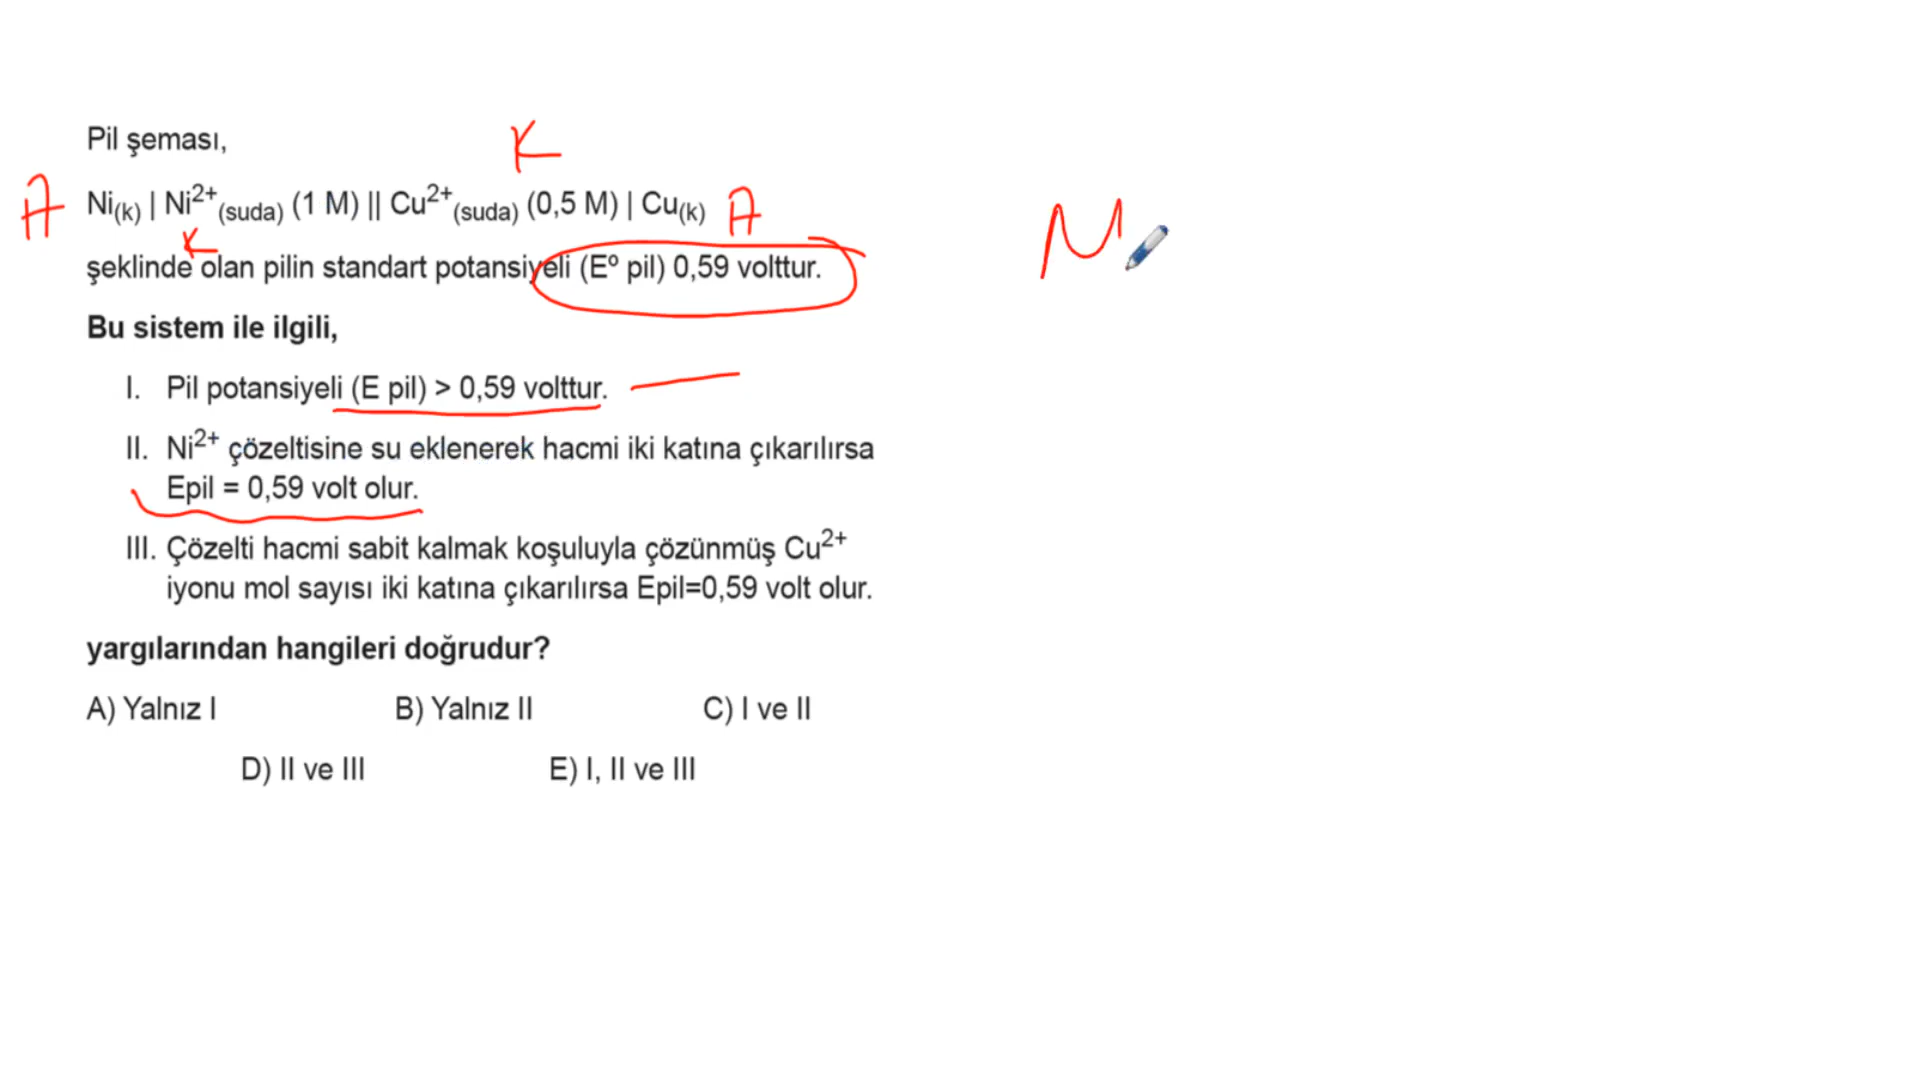 Pil şeması,
K
A Ni(k) | Ni2+(suda) (1 M) || Cu2+(suda) (0,5 M) | Cu(k) A
K
şeklinde olan pilin standart potansiyeli (Eº pil) 0,59 volttur.
Bu sistem ile ilgili,
I. Pil potansiyeli (E pil) > 0,59 volttur.
II. Ni2+ çözeltisine su eklenerek hacmi iki katına çıkarılırsa
Epil = 0,59 volt olur.
III. Çözelti hacmi sabit kalmak koşuluyla çözünmüş Cu2+
iyonu mol sayısı iki katına çıkarılırsa Epil=0,59 volt olur.
yargılarından hangileri doğrudur?
A) Yalnız I B) Yalnız II C) I ve II
D) II ve III E) I, II ve III
N